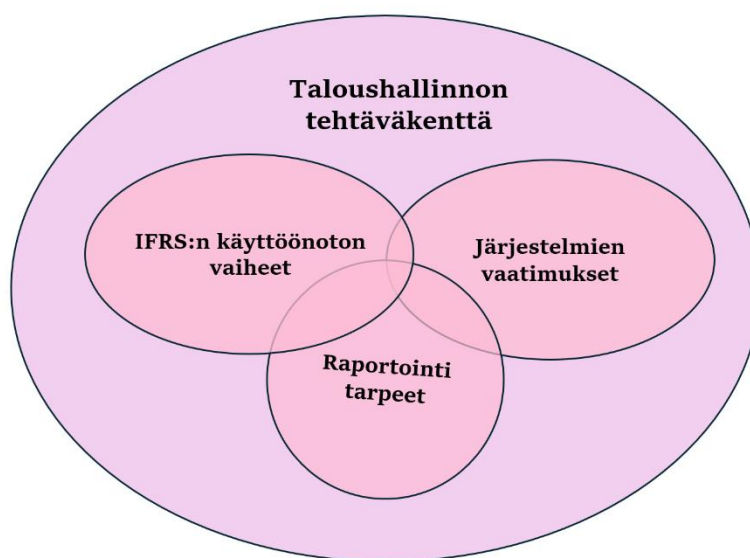 Taloushallinnon
tehtäväkenttä
IFRS:n käyttöönoton
vaiheet
Järjestelmien
vaatimukset
Raportointi
tarpeet